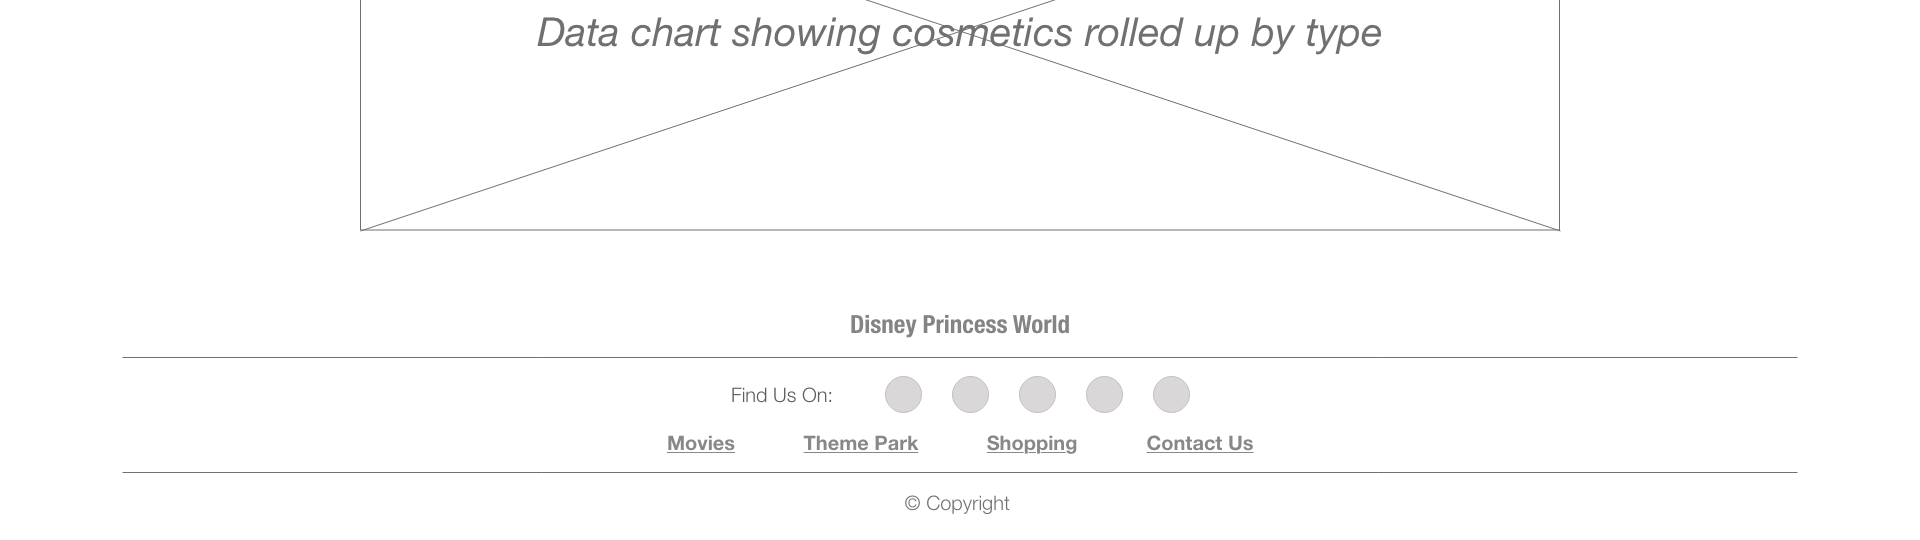 Data chart showing cosmetics rolled up by type
Disney Princess World
Find Us On:
Movies Theme Park Shopping Contact Us
© Copyright